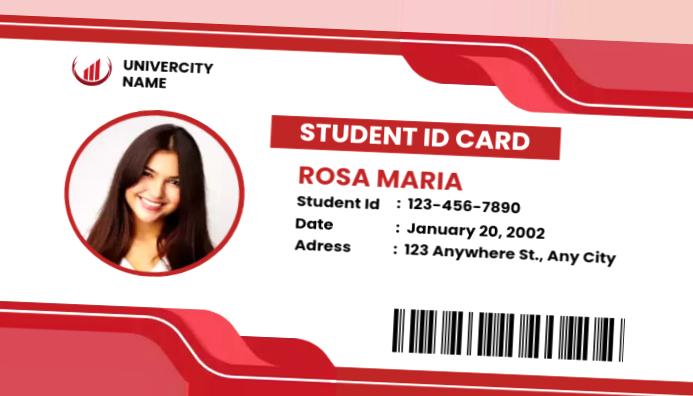 UNIVERCITY
NAME
STUDENT ID CARD
ROSA MARIA
Student Id : 123-456-7890
Date : January 20, 2002
Adress : 123 Anywhere St., Any City